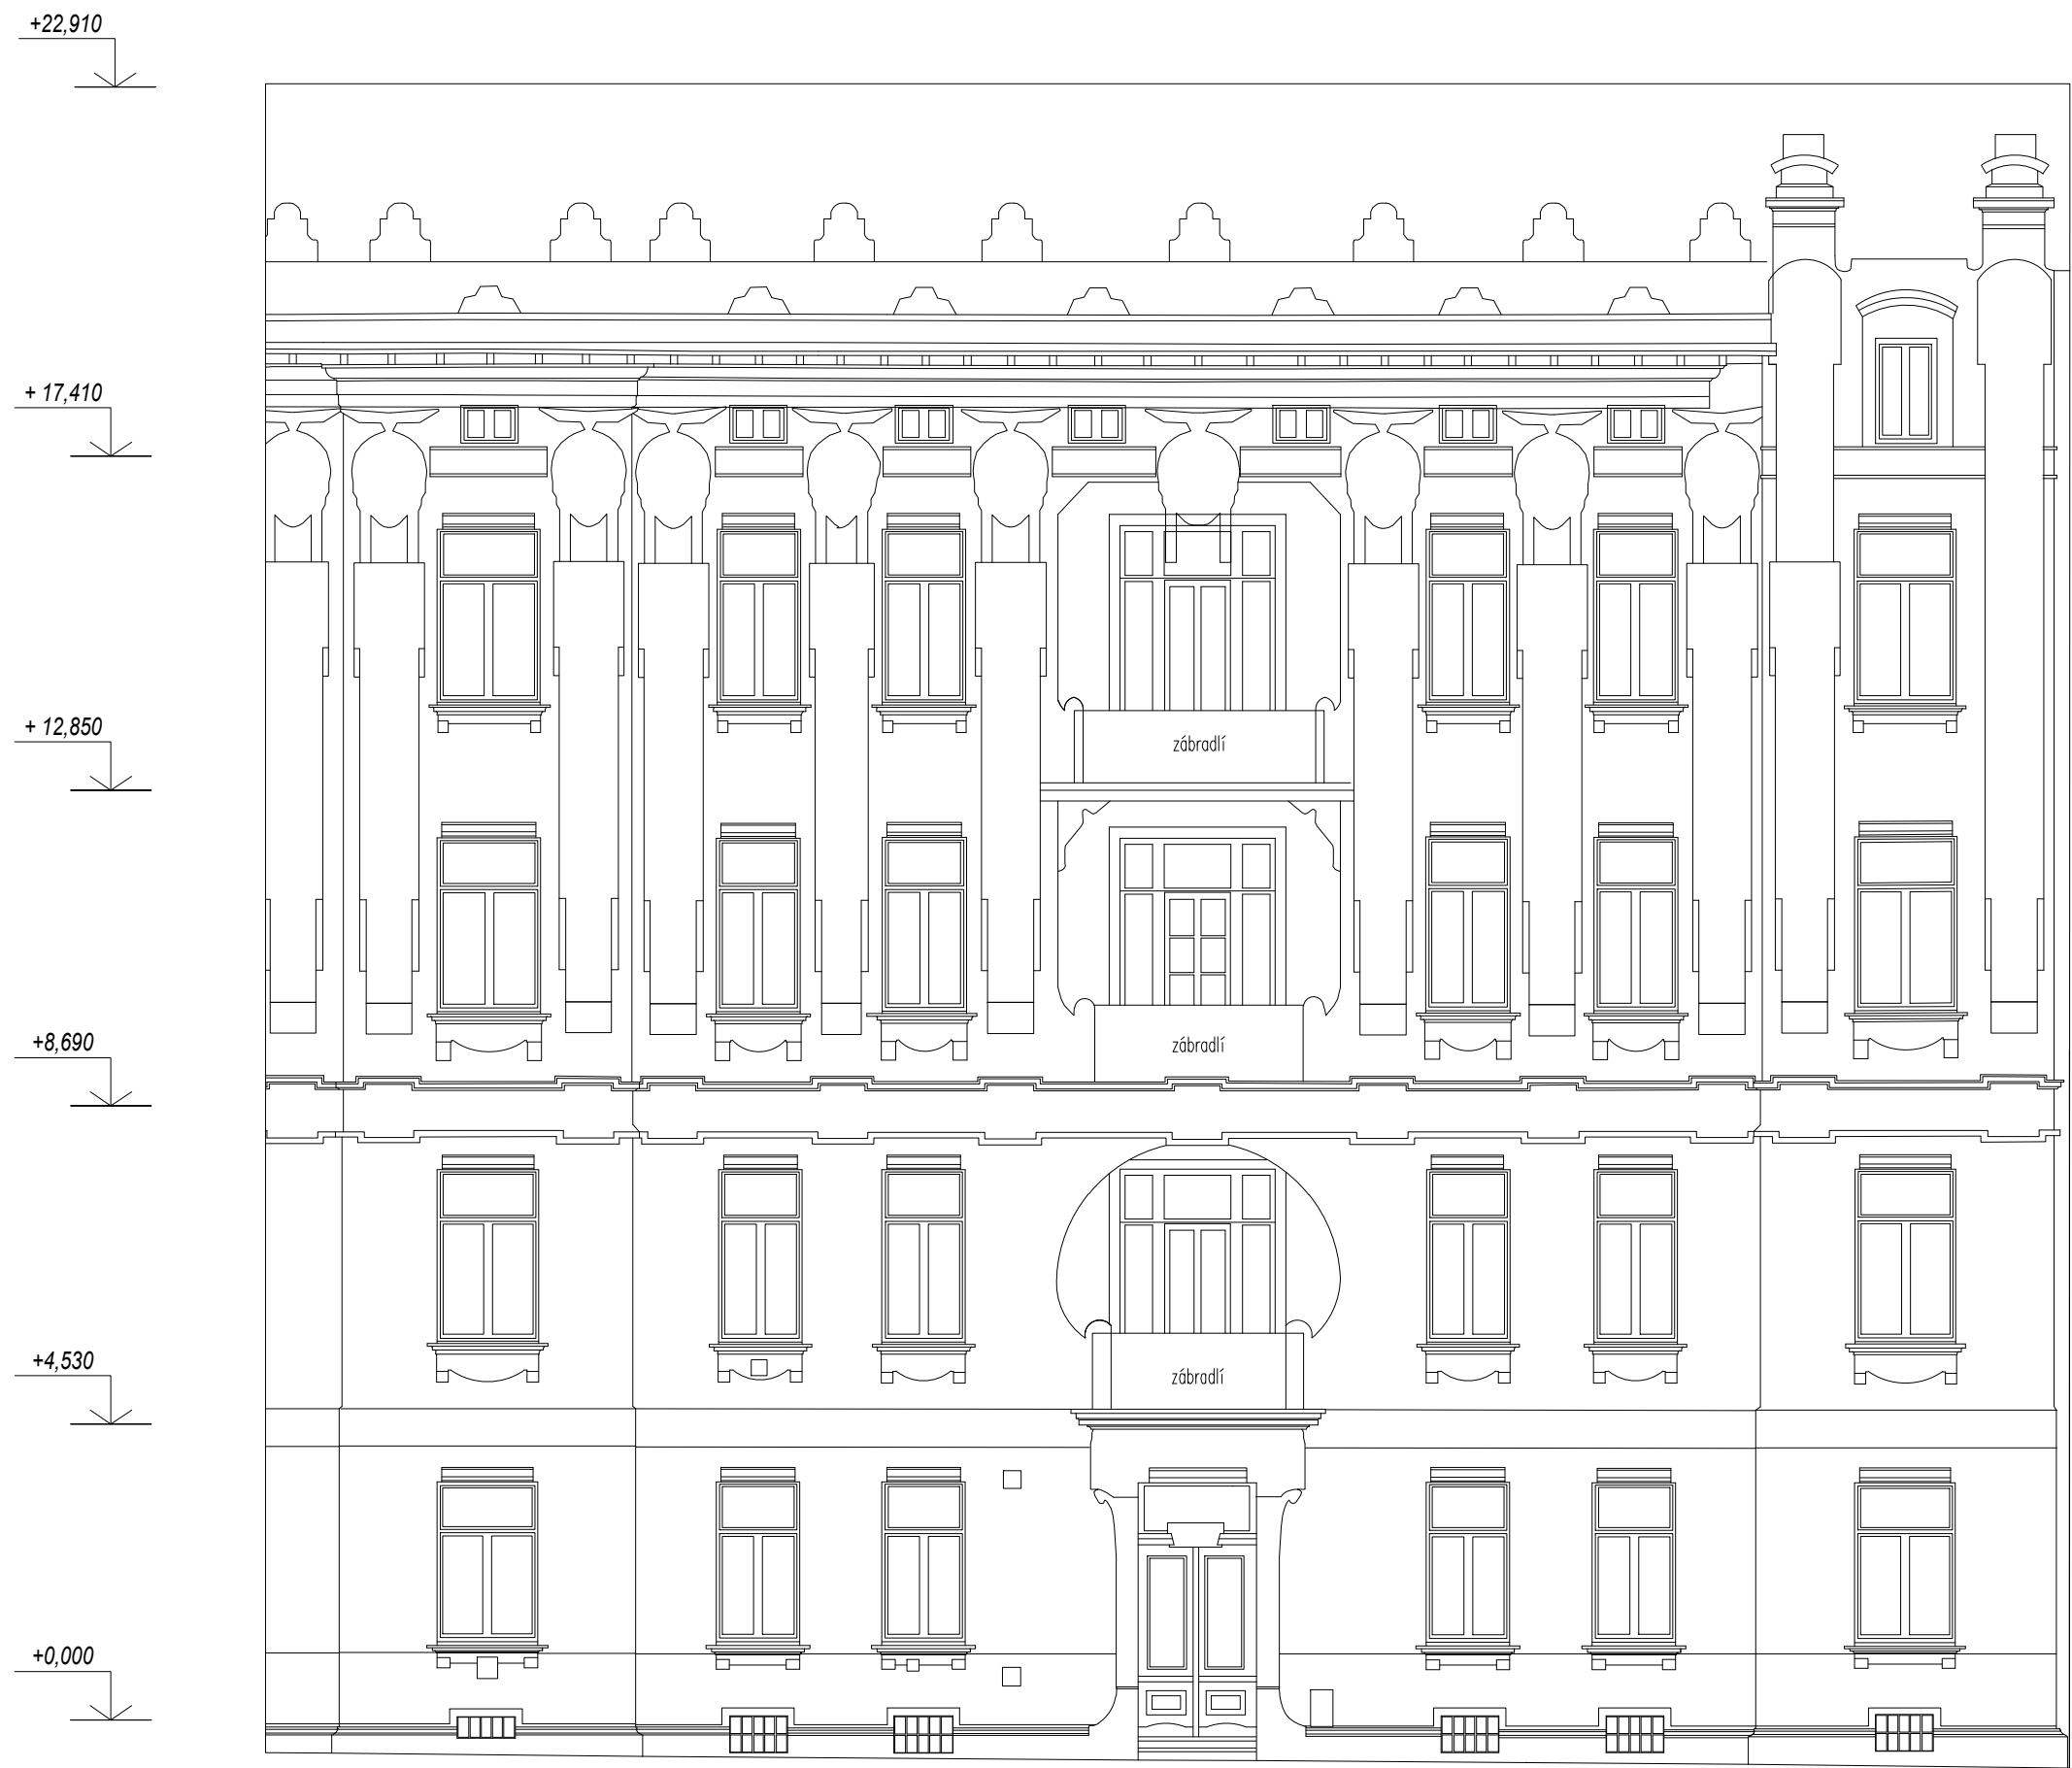 +22,910
+ 17,410
+ 12,850
zábradlí
+8,690
zábradlí
+4,530
zábradlí
+0,000